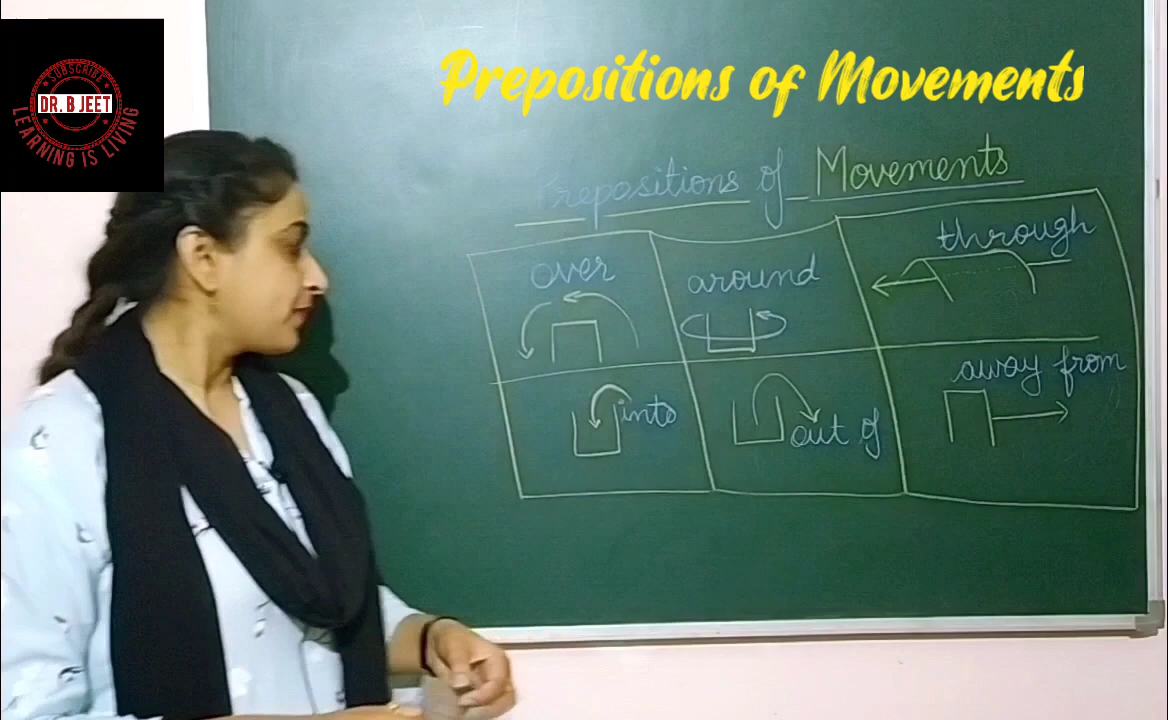 SUBSCRIBE
DR. B JEET
LEARNING IS LIVING
Prepositions of Movements
Prepositions of Movements
over
around
through
into
out of
away from